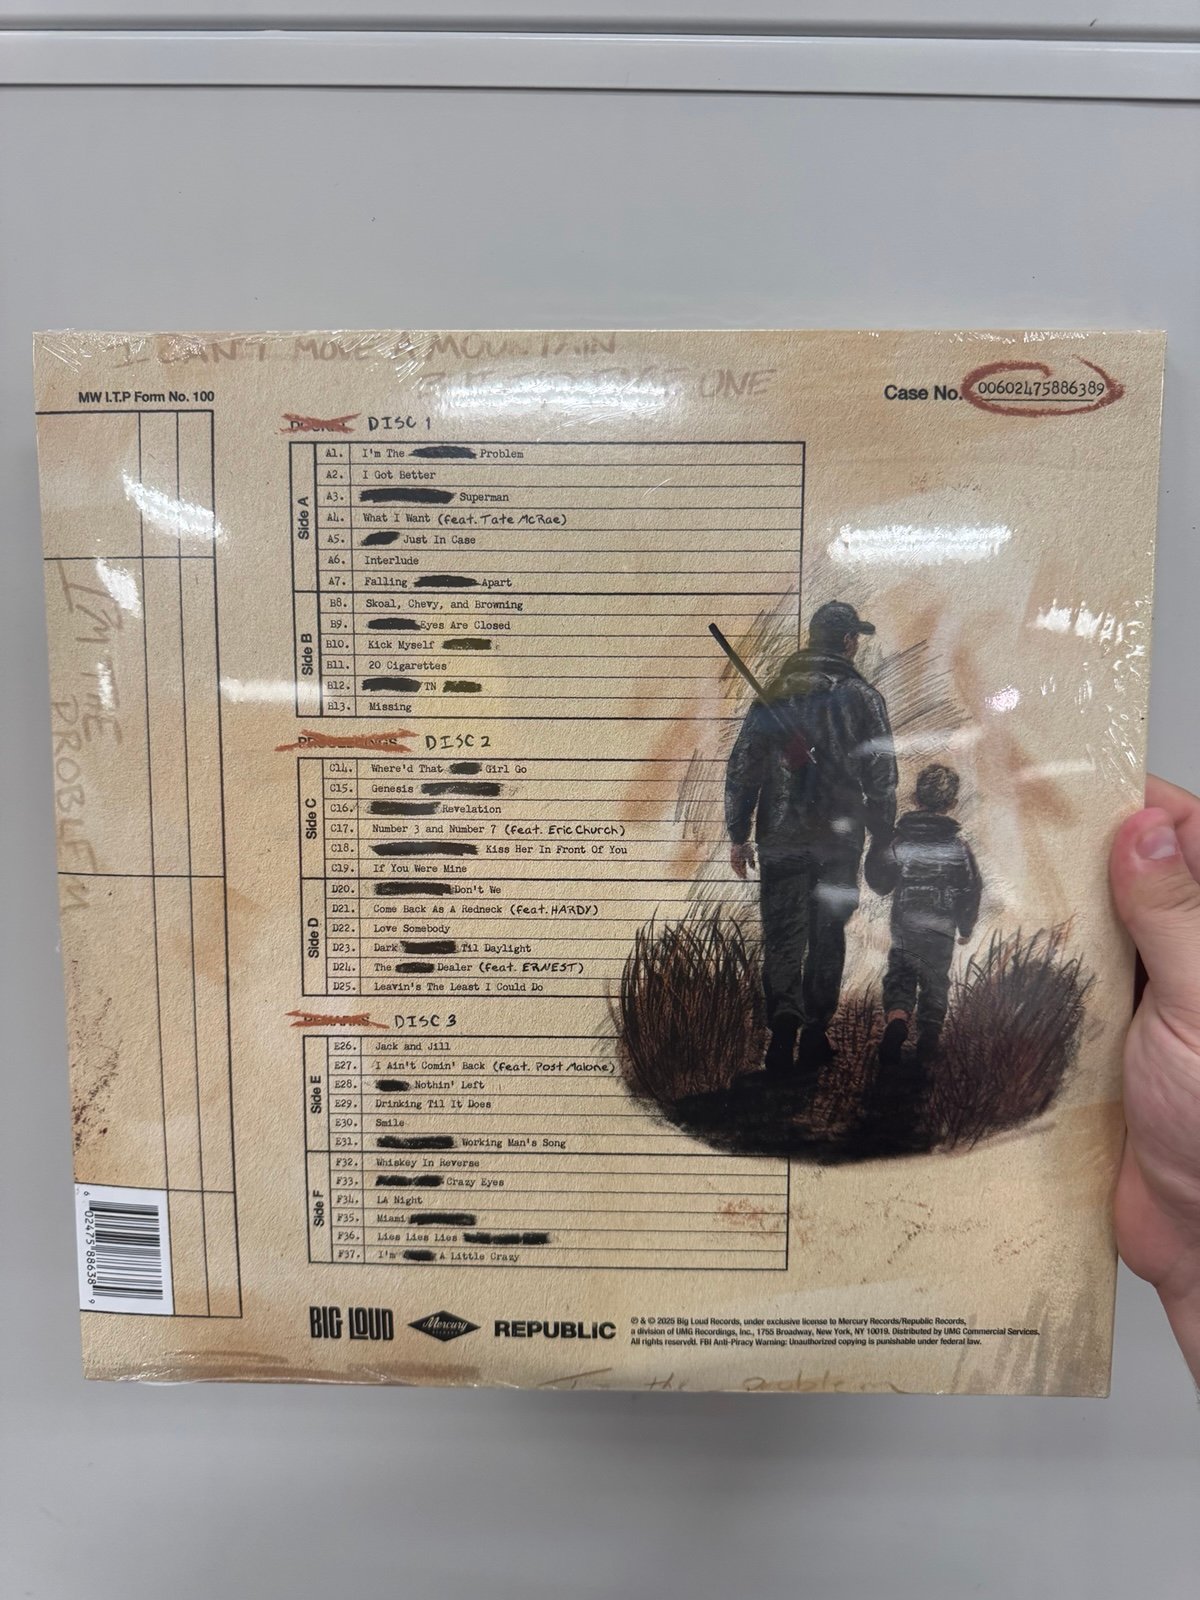 I CAN'T MOVE A MOUNTAIN
ONE
MW I.T.P Form No. 100
Case No. 00602475886389
DISC 1
Side A
A1. I'm The Problem
A2. I Got Better
A3. Superman
A4. What I Want (feat. Tate McRae)
A5. Just In Case
A6. Interlude
A7. Falling Apart
Side B
B8. Skoal, Chevy, and Browning
B9. Eyes Are Closed
B10. Kick Myself
B11. 20 Cigarettes
B12. TN
B13. Missing
DISC 2
Side C
C14. Where'd That Girl Go
C15. Genesis
C16. Revelation
C17. Number 3 and Number 7 (feat. Eric Church)
C18. Kiss Her In Front Of You
C19. If You Were Mine
Side D
D20. Don't We
D21. Come Back As A Redneck (feat. HARDY)
D22. Love Somebody
D23. Dark Til Daylight
D24. The Dealer (feat. ERNEST)
D25. Leavin's The Least I Could Do
DISC 3
Side E
E26. Jack and Jill
E27. I Ain't Comin' Back (feat. Post Malone)
E28. Nothin' Left
E29. Drinking Til It Does
E30. Smile
E31. Working Man's Song
Side F
F32. Whiskey In Reverse
F33. Crazy Eyes
F34. LA Night
F35. Miami
F36. Lies Lies Lies
F37. I'm A Little Crazy
I'M THE
PROBLEM
6 02475 88638 9
BIG LOUD
Mercury
RECORDS
REPUBLIC
℗ & © 2025 Big Loud Records, under exclusive license to Mercury Records/Republic Records,
a division of UMG Recordings, Inc., 1755 Broadway, New York, NY 10019. Distributed by UMG Commercial Services.
All rights reserved. FBI Anti-Piracy Warning: Unauthorized copying is punishable under federal law.
I'm the problem